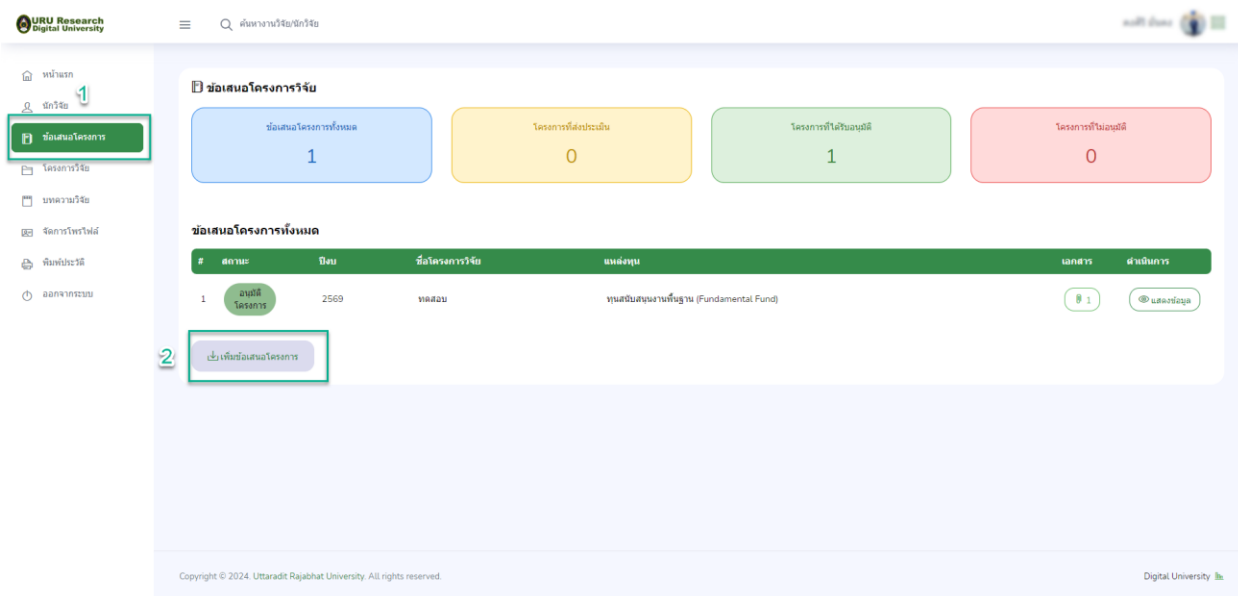 URU Research
Digital University
ค้นหางานวิจัย/นักวิจัย
หน้าแรก
1
นักวิจัย
ข้อเสนอโครงการ
โครงการวิจัย
บทความวิจัย
จัดการโพรไฟล์
พิมพ์ประวัติ
ออกจากระบบ
ข้อเสนอโครงการวิจัย
ข้อเสนอโครงการทั้งหมด
1
โครงการที่ส่งประเมิน
0
โครงการที่ได้รับอนุมัติ
1
โครงการที่ไม่อนุมัติ
0
ข้อเสนอโครงการทั้งหมด
# สถานะ ปีงบ ชื่อโครงการวิจัย แหล่งทุน เอกสาร ดำเนินการ
1 อนุมัติโครงการ 2569 ทดสอบ ทุนสนับสนุนงานพื้นฐาน (Fundamental Fund) 1 แสดงข้อมูล
2
เพิ่มข้อเสนอโครงการ
Copyright © 2024. Uttaradit Rajabhat University. All rights reserved.
Digital University